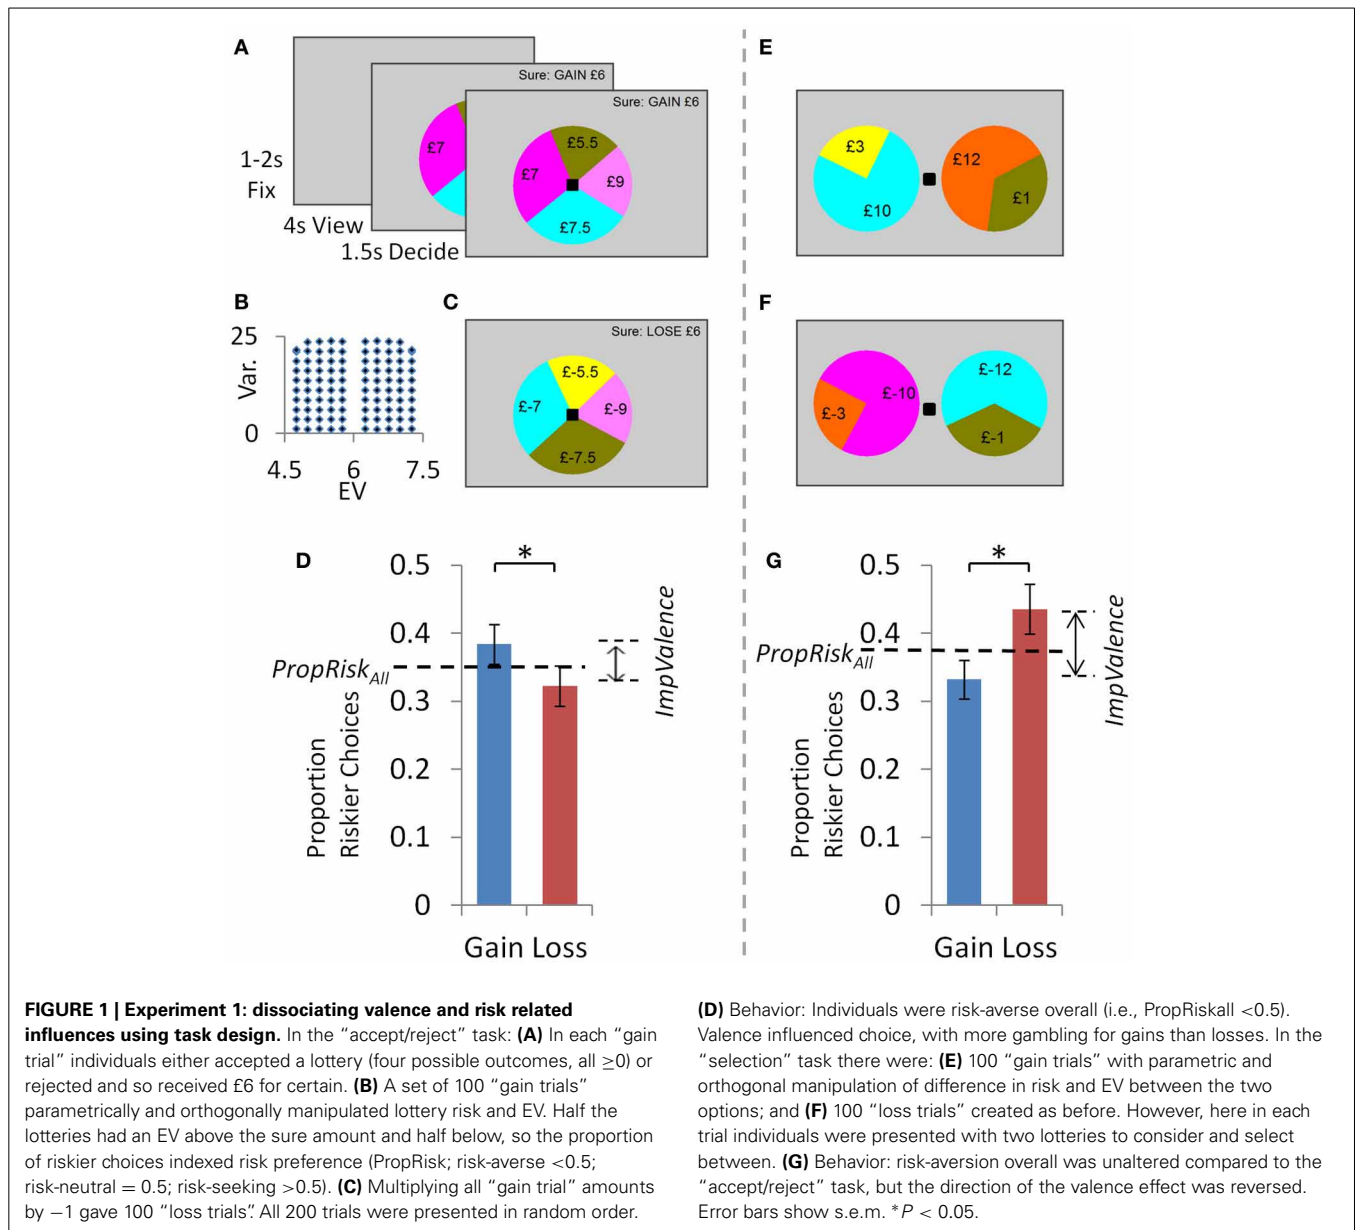 A
Sure: GAIN £6
Sure: GAIN £6
£7
£5.5
£7
£9
£7.5
1-2s
Fix
4s View
1.5s Decide
B
25
Var.
0
4.5
6
7.5
EV
C
Sure: LOSE £6
£-5.5
£-7
£-9
£-7.5
D
*
0.5
0.4
0.3
0.2
0.1
0
PropRisk All
ImpValence
Proportion
Riskier Choices
Gain Loss
E
£3
£10
£12
£1
F
£-10
£-3
£-12
£-1
G
*
0.5
0.4
0.3
0.2
0.1
0
PropRisk All
ImpValence
Proportion
Riskier Choices
Gain Loss
FIGURE 1 | Experiment 1: dissociating valence and risk related
influences using task design. In the “accept/reject” task: (A) In each “gain
trial” individuals either accepted a lottery (four possible outcomes, all ≥0) or
rejected and so received £6 for certain. (B) A set of 100 “gain trials”
parametrically and orthogonally manipulated lottery risk and EV. Half the
lotteries had an EV above the sure amount and half below, so the proportion
of riskier choices indexed risk preference (PropRisk; risk-averse <0.5;
risk-neutral = 0.5; risk-seeking >0.5). (C) Multiplying all “gain trial” amounts
by −1 gave 100 “loss trials”. All 200 trials were presented in random order.
(D) Behavior: Individuals were risk-averse overall (i.e., PropRiskall <0.5).
Valence influenced choice, with more gambling for gains than losses. In the
“selection” task there were: (E) 100 “gain trials” with parametric and
orthogonal manipulation of difference in risk and EV between the two
options; and (F) 100 “loss trials” created as before. However, here in each
trial individuals were presented with two lotteries to consider and select
between. (G) Behavior: risk-aversion overall was unaltered compared to the
“accept/reject” task, but the direction of the valence effect was reversed.
Error bars show s.e.m. *P < 0.05.